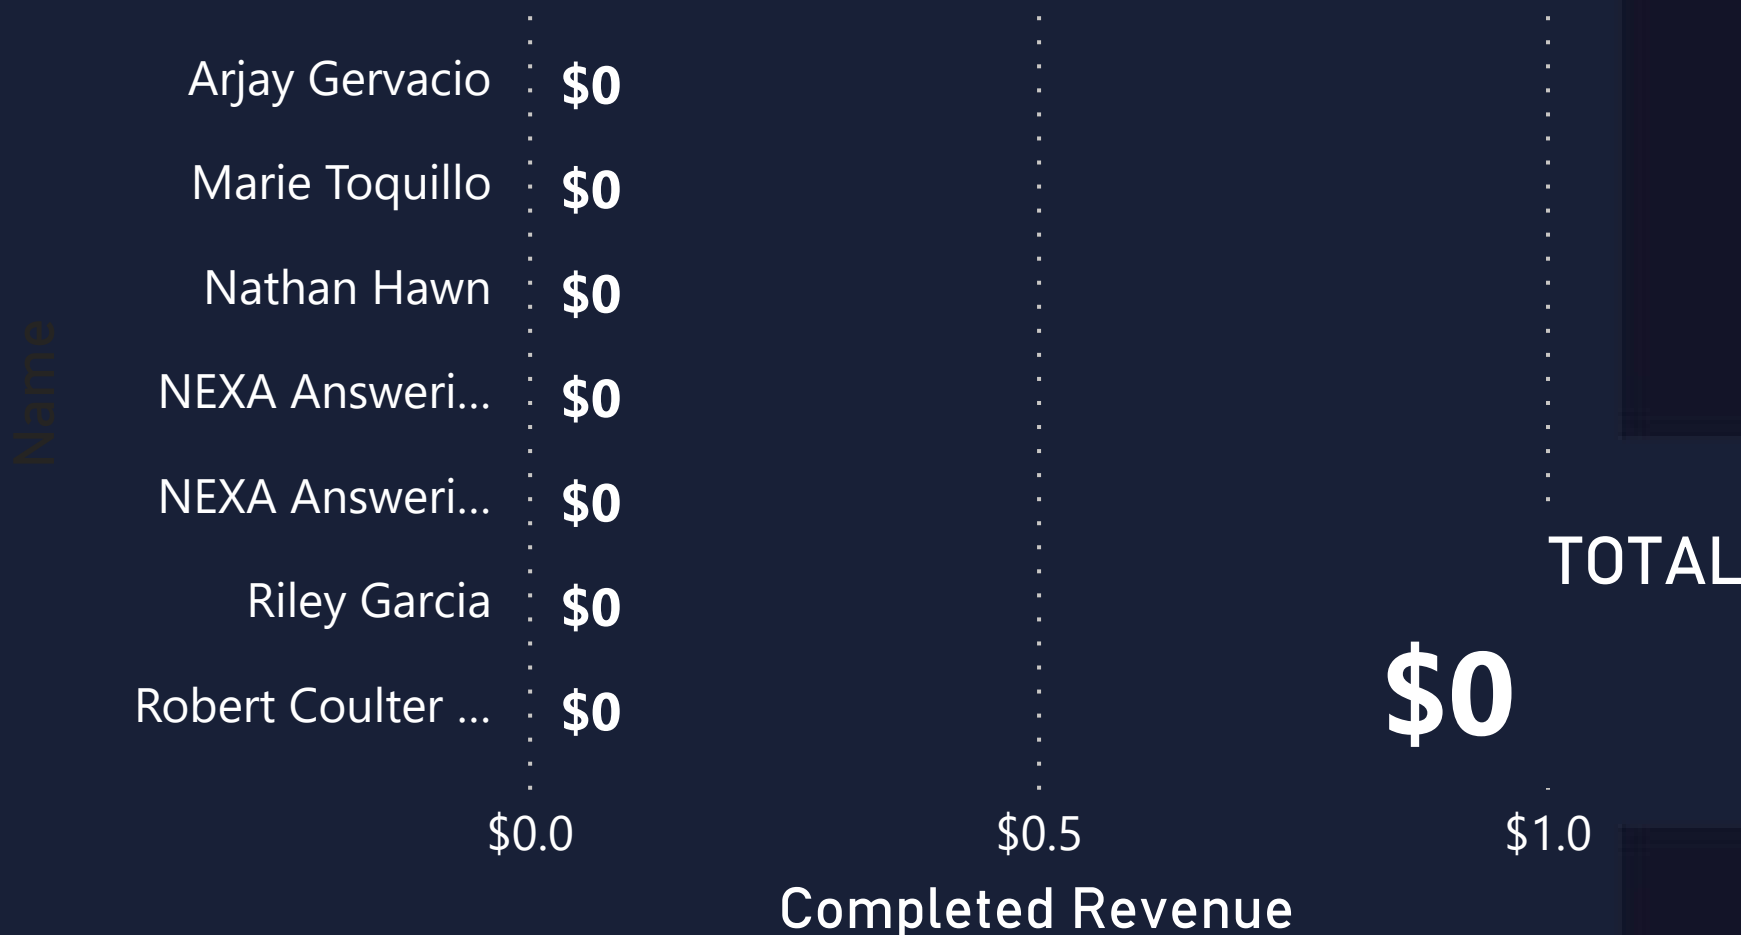 Name
Arjay Gervacio $0
Marie Toquillo $0
Nathan Hawn $0
NEXA Answeri... $0
NEXA Answeri... $0
Riley Garcia $0
Robert Coulter ... $0
TOTAL
$0
$0.0 $0.5 $1.0
Completed Revenue